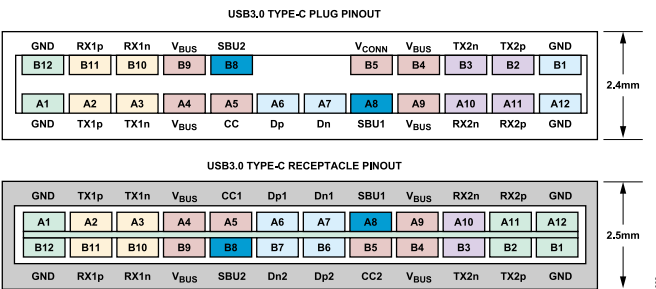 USB3.0 TYPE-C PLUG PINOUT
GND RX1p RX1n VBUS SBU2 VCONN VBUS TX2n TX2p GND
B12 B11 B10 B9 B8 B5 B4 B3 B2 B1
2.4mm
A1 A2 A3 A4 A5 A6 A7 A8 A9 A10 A11 A12
GND TX1p TX1n VBUS CC Dp Dn SBU1 VBUS RX2n RX2p GND
USB3.0 TYPE-C RECEPTACLE PINOUT
GND TX1p TX1n VBUS CC1 Dp1 Dn1 SBU1 VBUS RX2n RX2p GND
A1 A2 A3 A4 A5 A6 A7 A8 A9 A10 A11 A12
2.5mm
B12 B11 B10 B9 B8 B7 B6 B5 B4 B3 B2 B1
GND RX1p RX1n VBUS SBU2 Dn2 Dp2 CC2 VBUS TX2n TX2p GND